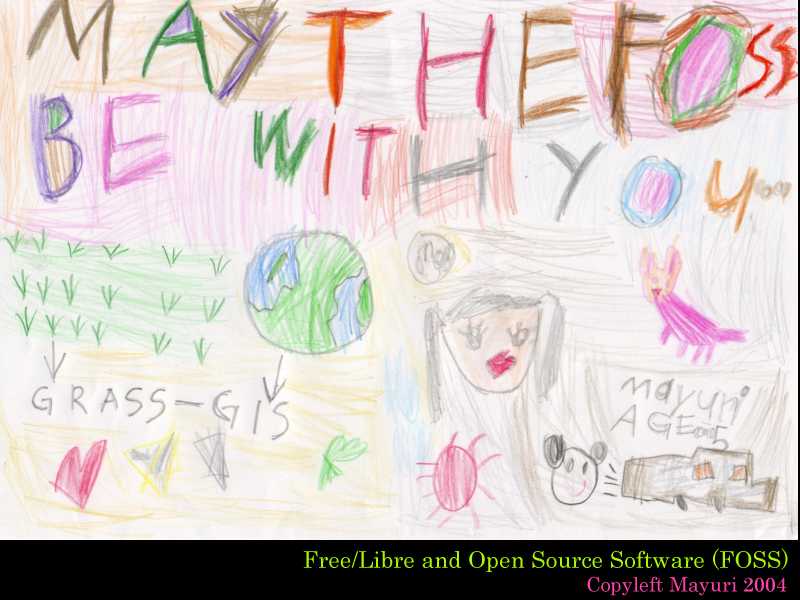 MAY THE FOSS
BE WITH YOU
GRASS-GIS
mayuri
AGE 5
Free/Libre and Open Source Software (FOSS)
Copyleft Mayuri 2004